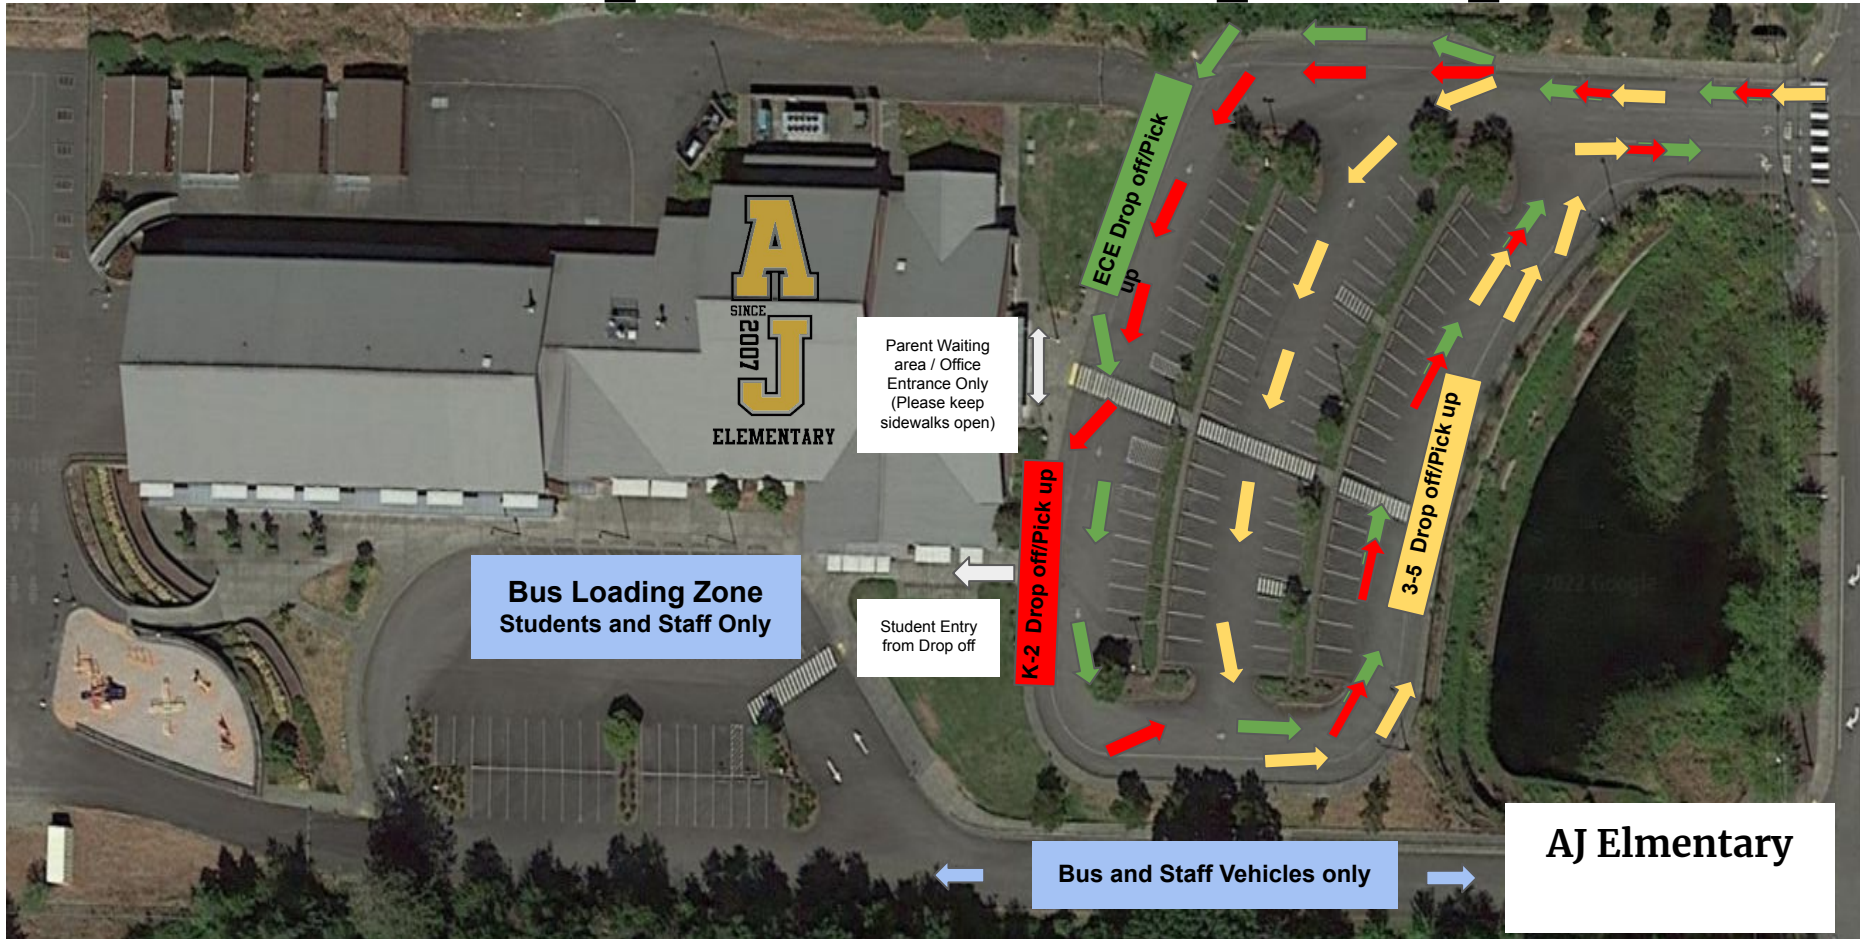 A
SINCE
2007
J
ELEMENTARY
ECE Drop off/Pick
up
Parent Waiting
area / Office
Entrance Only
(Please keep
sidewalks open)
K-2 Drop off/Pick up
3-5 Drop off/Pick up
Bus Loading Zone
Students and Staff Only
Student Entry
from Drop off
Bus and Staff Vehicles only
AJ Elmentary